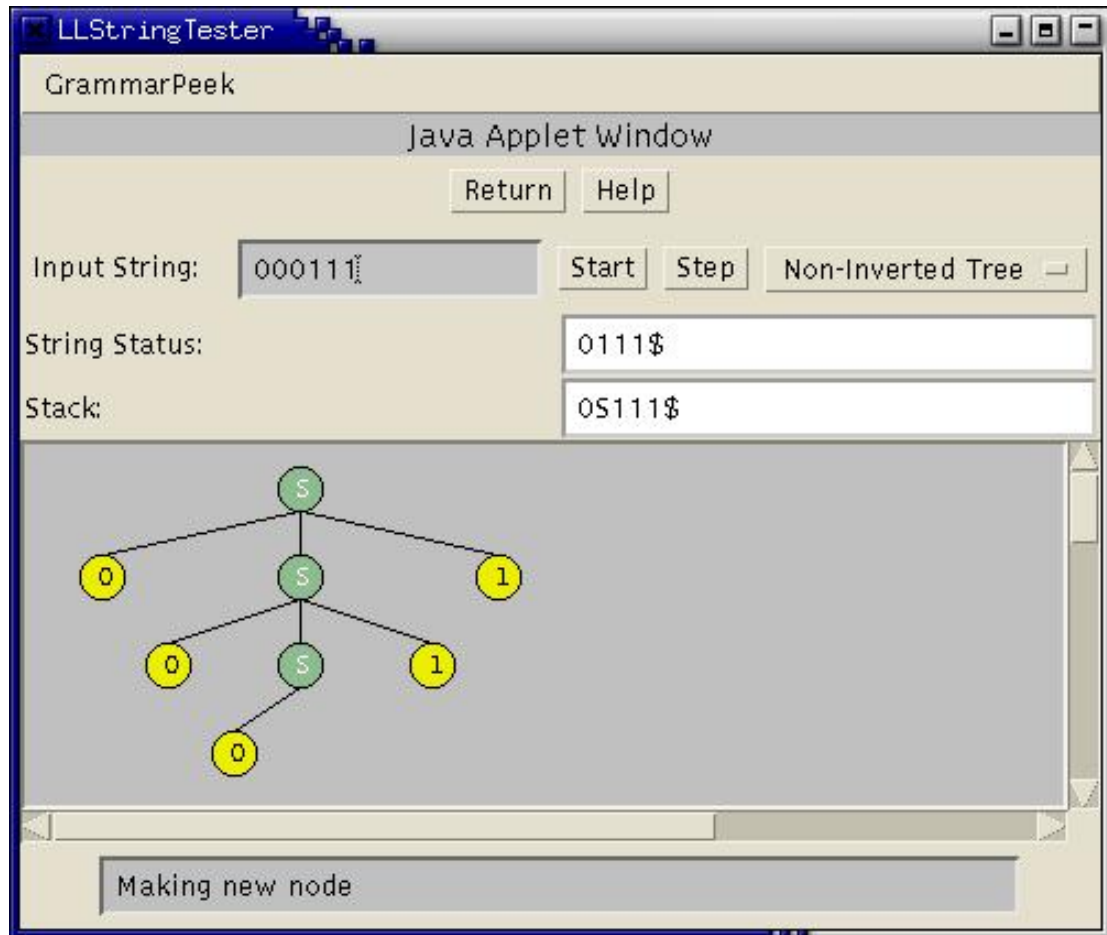 LLStringTester
GrammarPeek
Java Applet Window
Return Help
Input String: 000111 Start Step Non-Inverted Tree
String Status: 0111$
Stack: 0S111$
S
0 S 1
0 S 1
0
Making new node